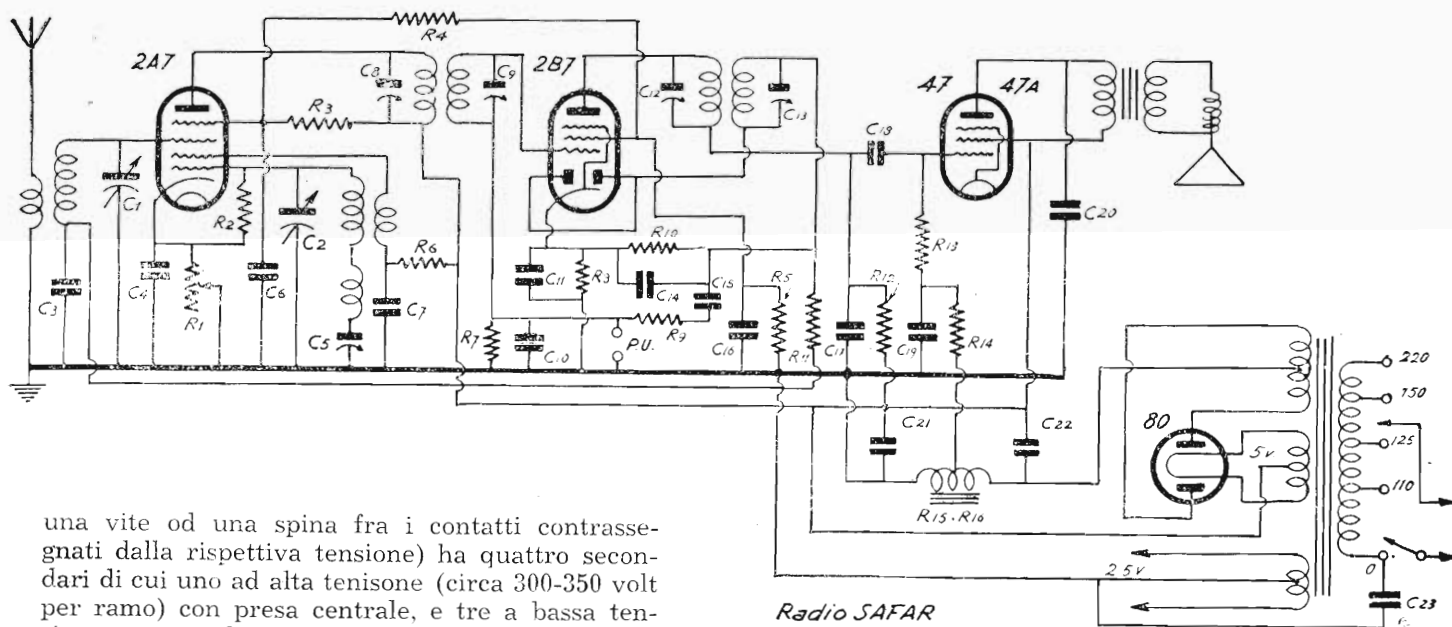 R4
2A7
2B7
47
47A
C8
C9
C12
C13
R3
C18
C1
R2
C2
C20
R13
R6
R10
C3
C4
R1
C6
C5
C7
R7
C11
R3
C14
C15
R5
R12
C10
P.U.
R9
C16
R11
C17
C19
R14
220
150
125
110
0
80
5v
C21
C22
R15.R16
25v
C23
Radio SAFAR
una vite od una spina fra i contatti contrasse-
gnati dalla rispettiva tensione) ha quattro secon-
dari di cui uno ad alta tenisone (circa 300-350 volt
per ramo) con presa centrale, e tre a bassa ten-